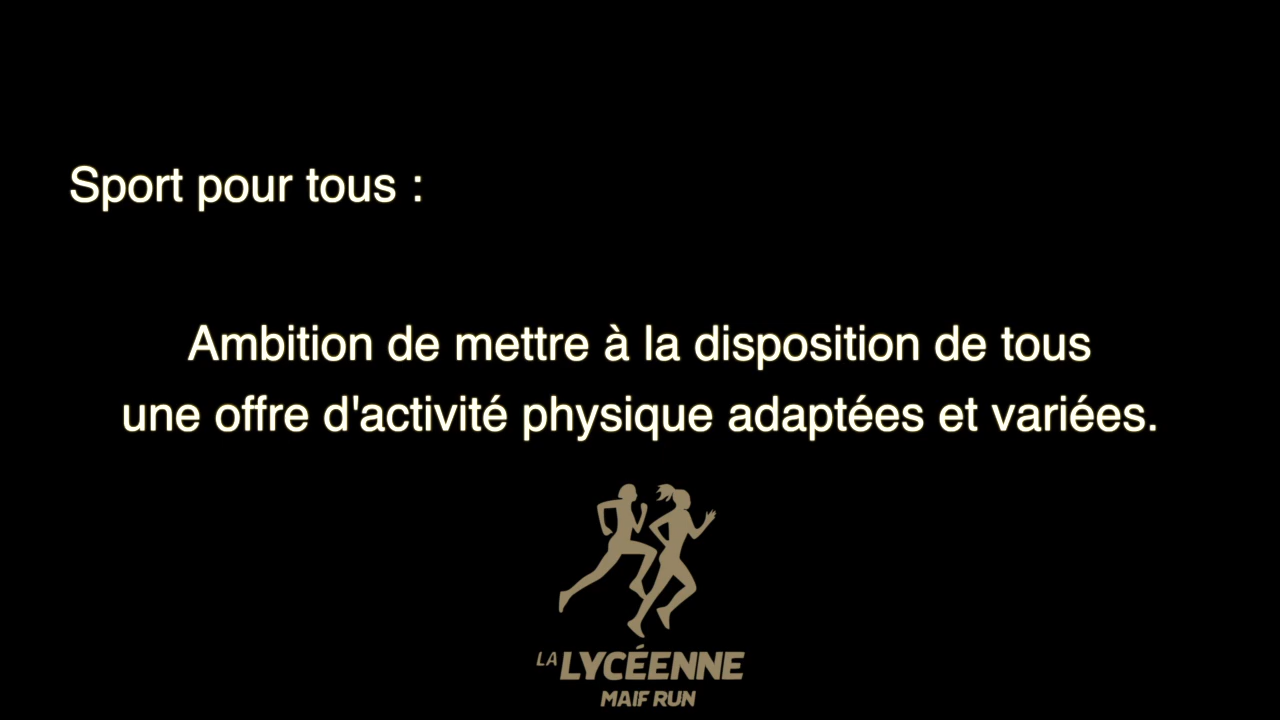 Sport pour tous :
Ambition de mettre à la disposition de tous
une offre d'activité physique adaptées et variées.
LA LYCÉENNE
MAIF RUN